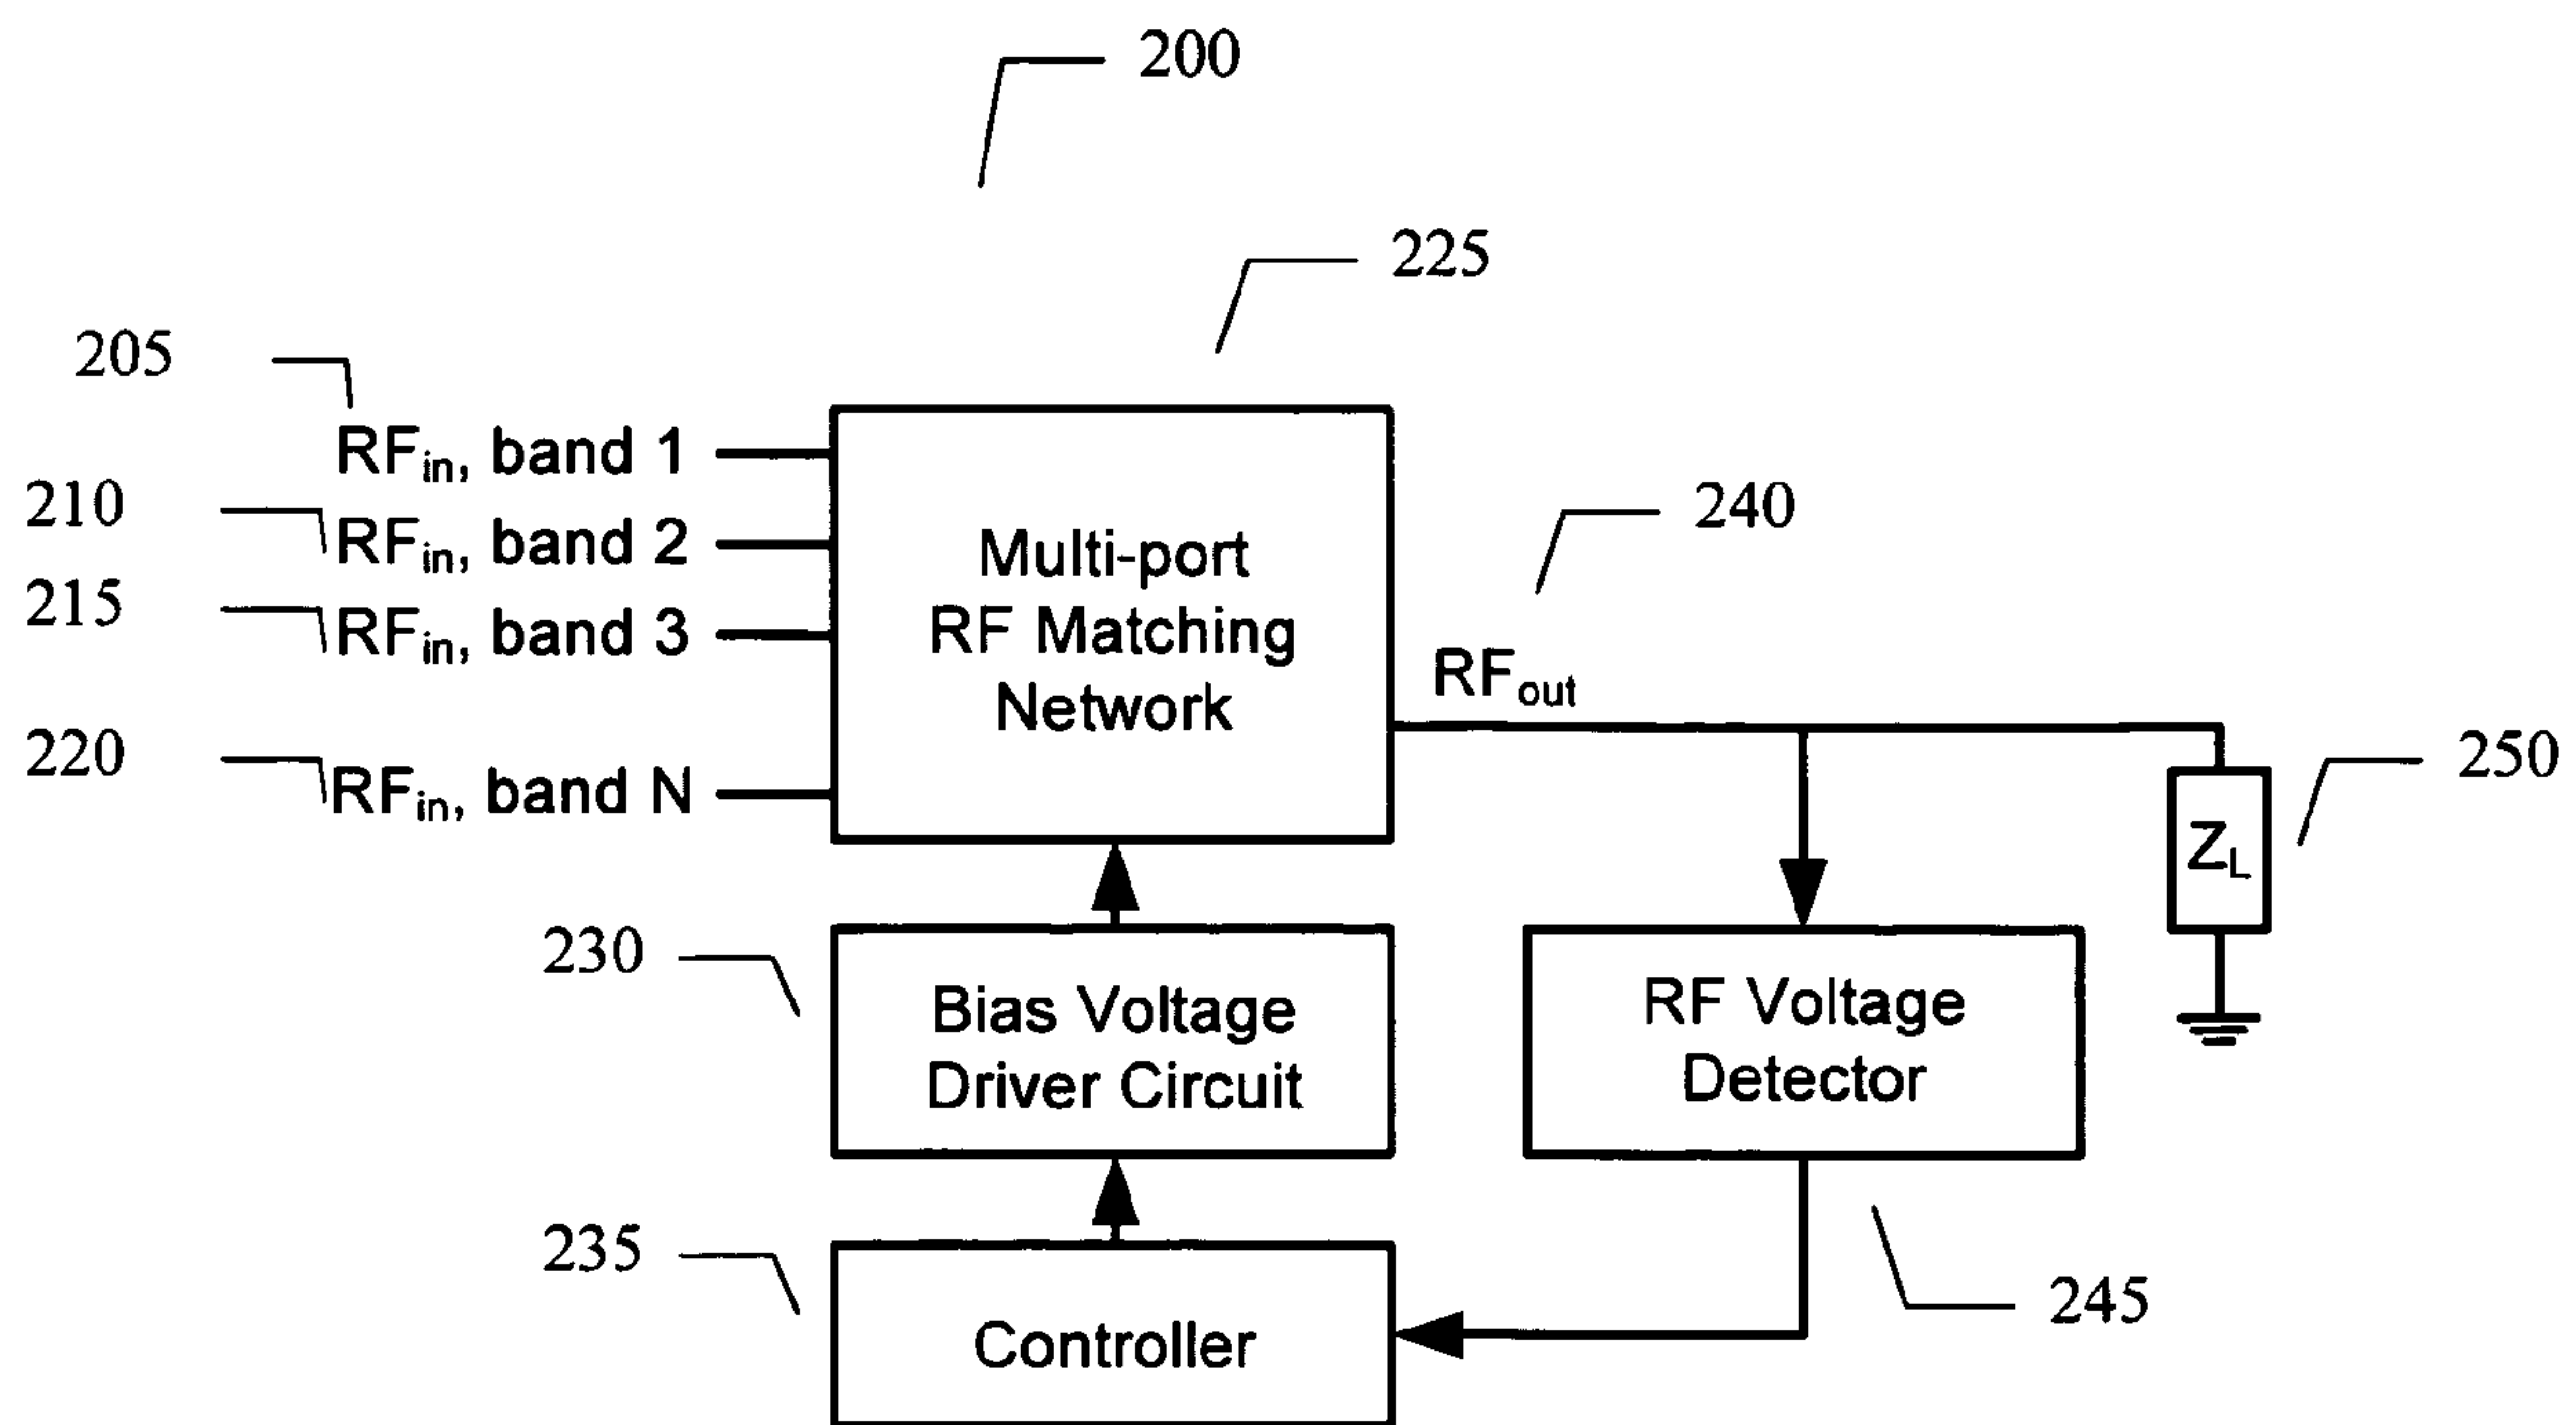 200
225
205
RFin, band 1
210
RFin, band 2
215
RFin, band 3
220
RFin, band N
Multi-port
RF Matching
Network
240
RFout
250
ZL
230
Bias Voltage
Driver Circuit
RF Voltage
Detector
235
Controller
245